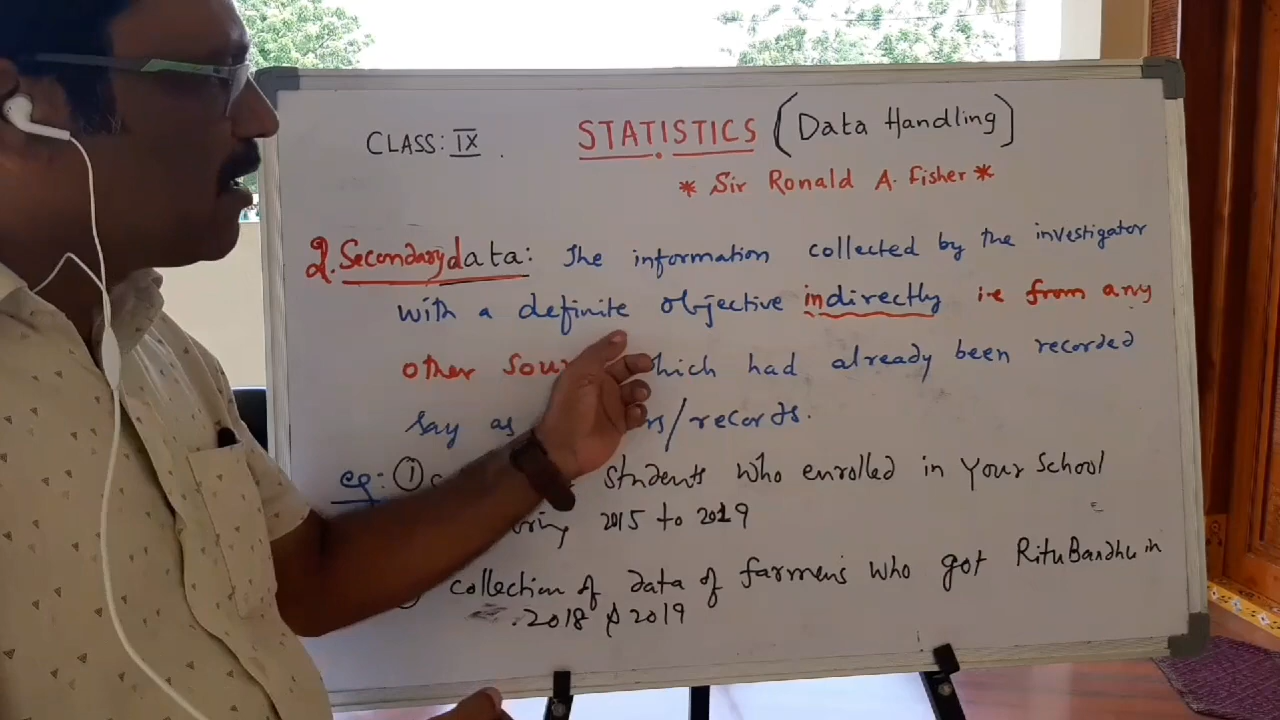 CLASS: IX. STATISTICS (Data Handling)
* Sir Ronald A. Fisher *
2. Secondary data: The information collected by the investigator
with a definite objective indirectly i.e from any
other which had already been recorded
say as /records.
eg: ① students who enrolled in Your School
2015 to 2019
collection of data of farmers who got RituBandhu in
2018 & 2019